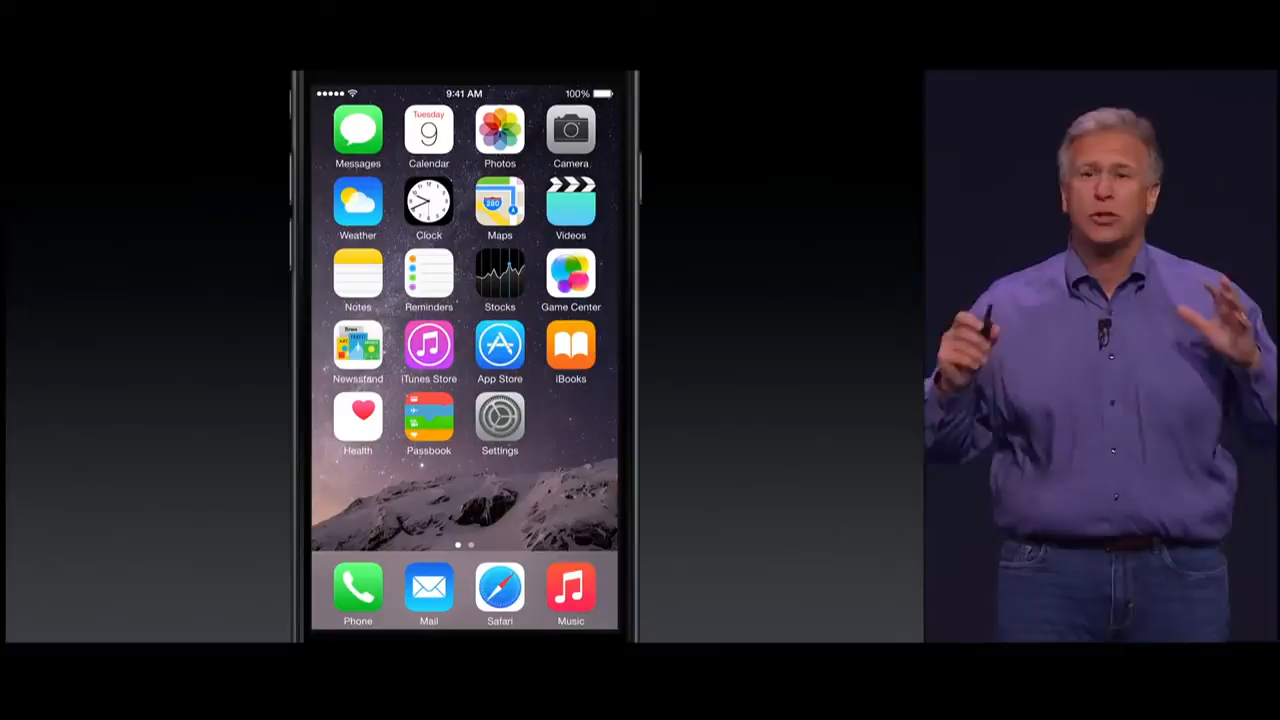 9:41 AM 100%
Tuesday
9
Messages Calendar Photos Camera
280
Weather Clock Maps Videos
Notes Reminders Stocks Game Center
Newsstand iTunes Store App Store iBooks
Health Passbook Settings
Phone Mail Safari Music